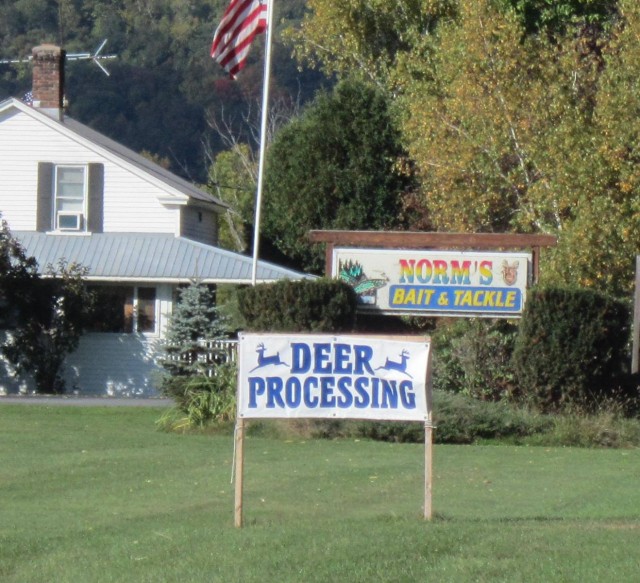 NORM'S
BAIT & TACKLE
DEER
PROCESSING